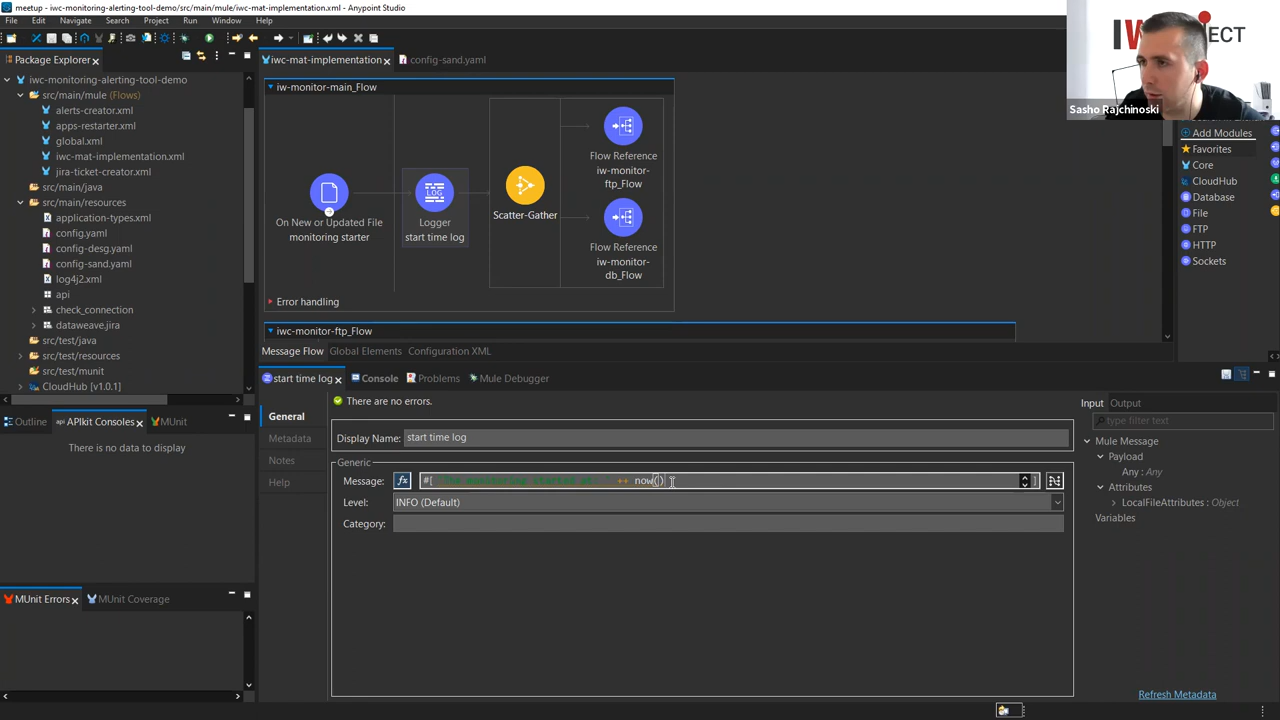 meetup - iwc-monitoring-alerting-tool-demo/src/main/mule/iwc-mat-implementation.xml - Anypoint Studio
File Edit Navigate Search Project Run Window Help
Package Explorer
iwc-monitoring-alerting-tool-demo
src/main/mule (Flows)
alerts-creator.xml
apps-restarter.xml
global.xml
iwc-mat-implementation.xml
jira-ticket-creator.xml
src/main/java
src/main/resources
application-types.xml
config.yaml
config-desg.yaml
config-sand.yaml
log4j2.xml
api
check_connection
dataweave.jira
src/test/java
src/test/resources
src/test/munit
CloudHub [v1.0.1]
Outline APIkit Consoles MUnit
There is no data to display
MUnit Errors MUnit Coverage
iwc-mat-implementation config-sand.yaml
iw-monitor-main_Flow
On New or Updated File
monitoring starter
LOG
Logger
start time log
Scatter-Gather
Flow Reference
iw-monitor-
ftp_Flow
Flow Reference
iw-monitor-
db_Flow
Error handling
iwc-monitor-ftp_Flow
Message Flow Global Elements Configuration XML
start time log Console Problems Mule Debugger
There are no errors.
General
Metadata
Notes
Help
Display Name: start time log
Generic
Message: fx #[ "The monitoring started at: " ++ now() ]
Level: INFO (Default)
Category:
Input Output
type filter text
Mule Message
Payload
Any : Any
Attributes
LocalFileAttributes : Object
Variables
Refresh Metadata
Sasho Rajchinoski
Add Modules
Favorites
Core
CloudHub
Database
File
FTP
HTTP
Sockets